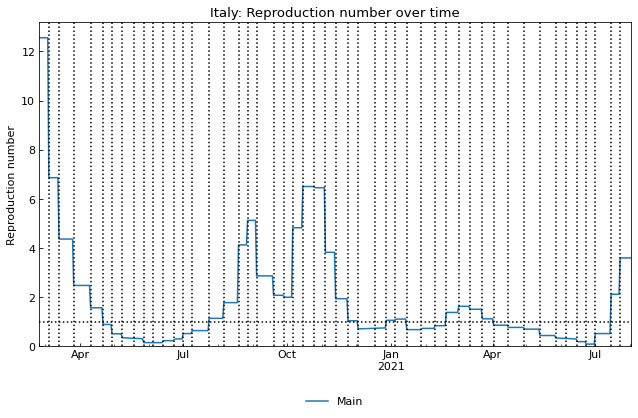 Italy: Reproduction number over time
Reproduction number
12
10
8
6
4
2
0
Apr
Jul
Oct
Jan
2021
Apr
Jul
Main